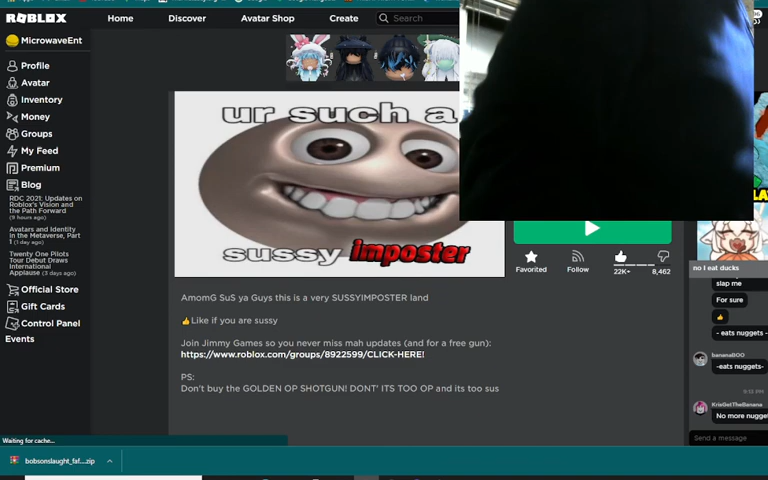 ROBLOX
Home
Discover
Avatar Shop
Create
Search
MicrowaveEnt
Profile
Avatar
Inventory
Money
Groups
My Feed
Premium
Blog
RDC 2021: Updates on
Roblox's Vision and
the Path Forward
(9 hours ago)
Avatars and Identity
in the Metaverse, Part
1 (1 day ago)
Twenty One Pilots
Tour Debut Draws
International
Applause (3 days ago)
Official Store
Gift Cards
Control Panel
Events
ur such a
sussy imposter
Favorited
Follow
22K+
8,462
AmomG SuS ya Guys this is a very SUSSYIMPOSTER land
👍Like if you are sussy
Join Jimmy Games so you never miss mah updates (and for a free gun):
https://www.roblox.com/groups/8922599/CLICK-HERE!
PS:
Don't buy the GOLDEN OP SHOTGUN! DONT' ITS TOO OP and its too sus
no I eat ducks
slap me
For sure
👍
- eats nuggets -
bananaBOO
-eats nuggets-
KrisGetTheBanana
No more nugge
Send a message
Waiting for cache...
bobsonslaught_faf....zip